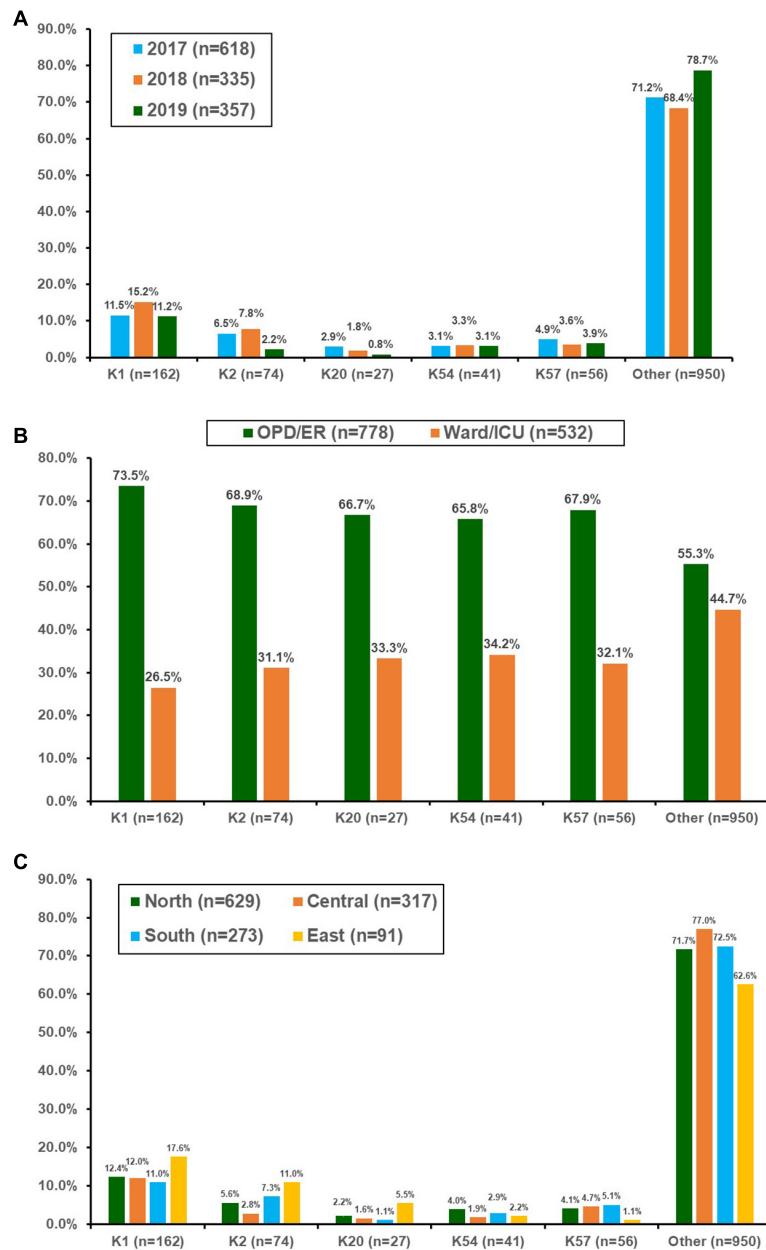 A
90.0%
80.0%
70.0%
60.0%
50.0%
40.0%
30.0%
20.0%
10.0%
0.0%
2017 (n=618)
2018 (n=335)
2019 (n=357)
11.5% 15.2% 11.2%
6.5% 7.8% 2.2%
2.9% 1.8% 0.8%
3.1% 3.3% 3.1%
4.9% 3.6% 3.9%
71.2% 68.4% 78.7%
K1 (n=162) K2 (n=74) K20 (n=27) K54 (n=41) K57 (n=56) Other (n=950)
B
OPD/ER (n=778) Ward/ICU (n=532)
80.0%
70.0%
60.0%
50.0%
40.0%
30.0%
20.0%
10.0%
0.0%
73.5% 26.5%
68.9% 31.1%
66.7% 33.3%
65.8% 34.2%
67.9% 32.1%
55.3% 44.7%
K1 (n=162) K2 (n=74) K20 (n=27) K54 (n=41) K57 (n=56) Other (n=950)
C
90.0%
80.0%
70.0%
60.0%
50.0%
40.0%
30.0%
20.0%
10.0%
0.0%
North (n=629) Central (n=317)
South (n=273) East (n=91)
12.4% 12.0% 11.0% 17.6%
5.6% 2.8% 7.3% 11.0%
2.2% 1.6% 1.1% 5.5%
4.0% 1.9% 2.9% 2.2%
4.1% 4.7% 5.1% 1.1%
71.7% 77.0% 72.5% 62.6%
K1 (n=162) K2 (n=74) K20 (n=27) K54 (n=41) K57 (n=56) Other (n=950)